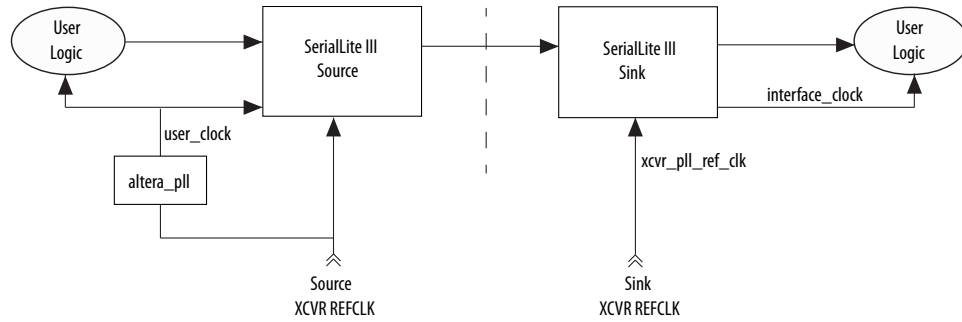 User
Logic
SerialLite III
Source
user_clock
altera_pll
Source
XCVR REFCLK
SerialLite III
Sink
User
Logic
interface_clock
xcvr_pll_ref_clk
Sink
XCVR REFCLK